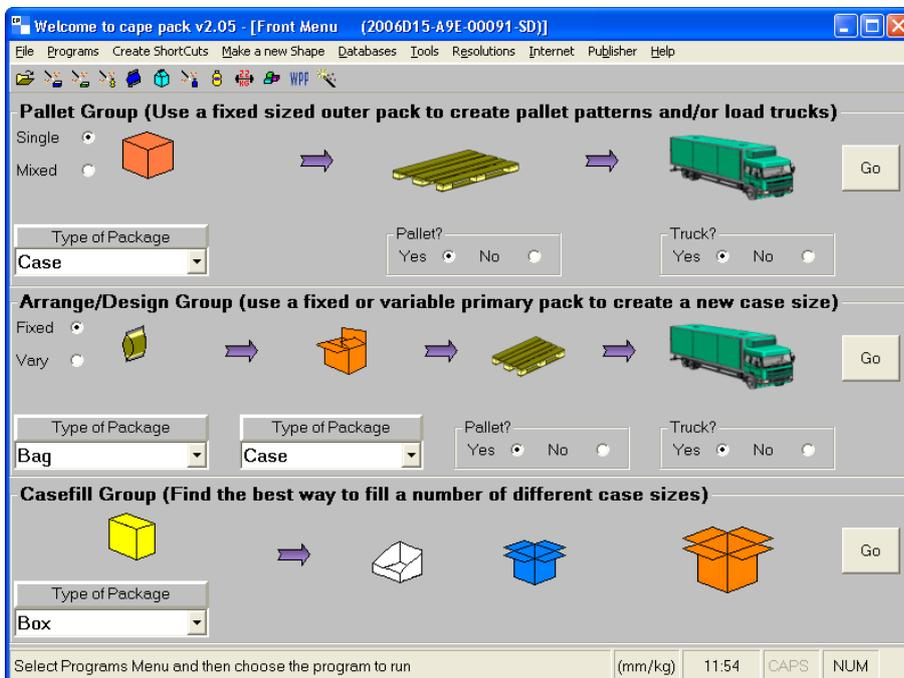 Welcome to cape pack v2.05 - [Front Menu (2006D15-A9E-00091-SD)]
File Programs Create ShortCuts Make a new Shape Databases Tools Resolutions Internet Publisher Help
WPF
Pallet Group (Use a fixed sized outer pack to create pallet patterns and/or load trucks)
Single
Mixed
Go
Type of Package
Case
Pallet?
Yes No
Truck?
Yes No
Arrange/Design Group (use a fixed or variable primary pack to create a new case size)
Fixed
Vary
Go
Type of Package
Bag
Type of Package
Case
Pallet?
Yes No
Truck?
Yes No
Casefill Group (Find the best way to fill a number of different case sizes)
Go
Type of Package
Box
Select Programs Menu and then choose the program to run (mm/kg) 11:54 CAPS NUM